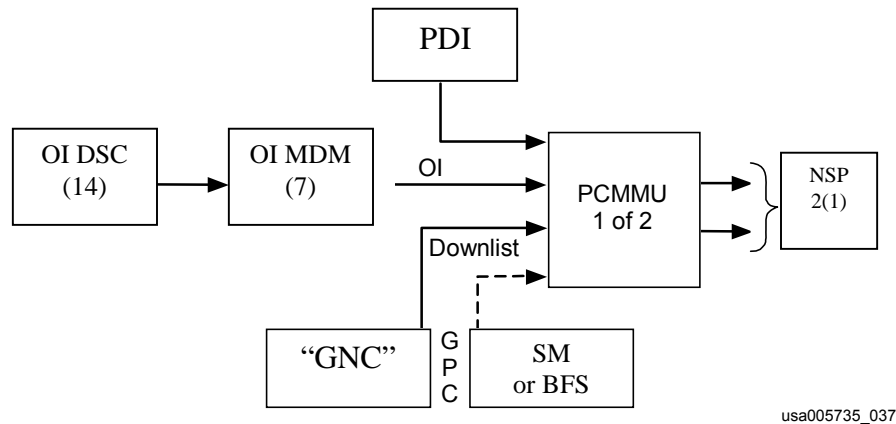 PDI
OI DSC
(14)
OI MDM
(7)
OI
PCMMU
1 of 2
NSP
2(1)
Downlist
“GNC”
G
P
C
SM
or BFS
usa005735_037